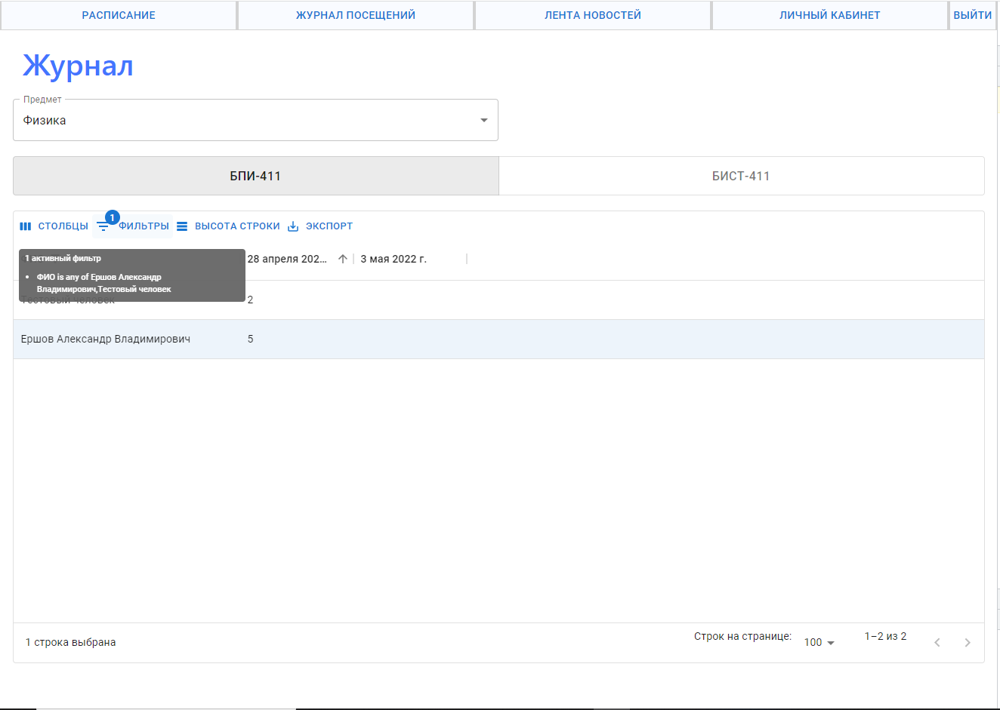 РАСПИСАНИЕ
ЖУРНАЛ ПОСЕЩЕНИЙ
ЛЕНТА НОВОСТЕЙ
ЛИЧНЫЙ КАБИНЕТ
ВЫЙТИ
Журнал
Предмет
Физика
БПИ-411
БИСТ-411
СТОЛБЦЫ
1
ФИЛЬТРЫ
ВЫСОТА СТРОКИ
ЭКСПОРТ
1 активный фильтр
ФИО is any of Ершов Александр
Владимирович,Тестовый человек
28 апреля 202...
3 мая 2022 г.
Тестовый человек
2
Ершов Александр Владимирович
5
1 строка выбрана
Строк на странице:
100
1–2 из 2